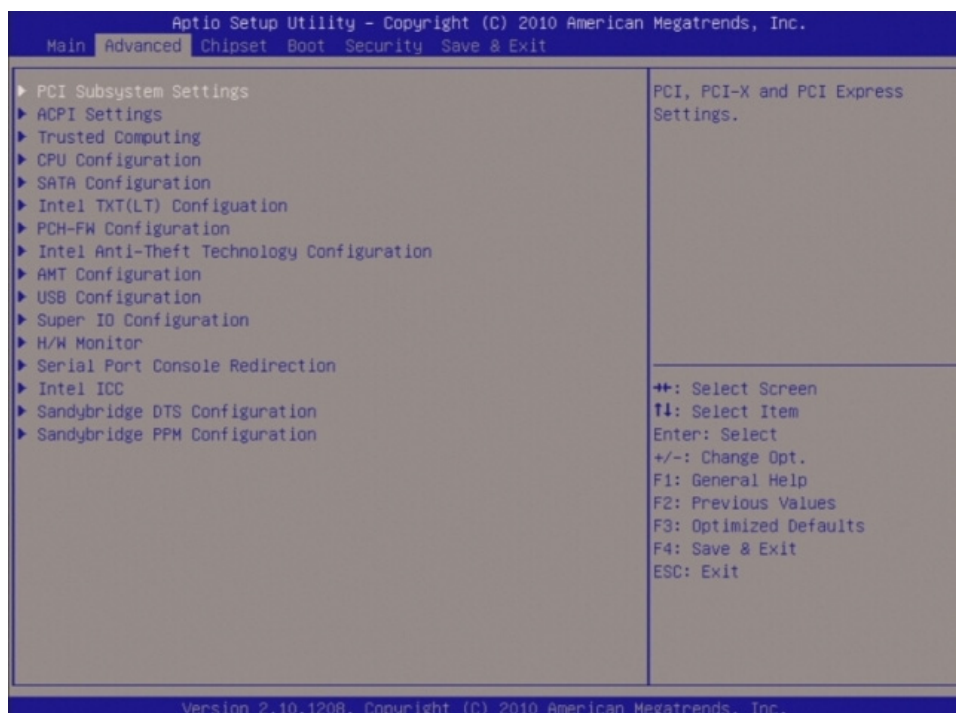 Aptio Setup Utility – Copyright (C) 2010 American Megatrends, Inc.
Main Advanced Chipset Boot Security Save & Exit
▶ PCI Subsystem Settings
▶ ACPI Settings
▶ Trusted Computing
▶ CPU Configuration
▶ SATA Configuration
▶ Intel TXT(LT) Configuation
▶ PCH-FW Configuration
▶ Intel Anti-Theft Technology Configuration
▶ AMT Configuration
▶ USB Configuration
▶ Super IO Configuration
▶ H/W Monitor
▶ Serial Port Console Redirection
▶ Intel ICC
▶ Sandybridge DTS Configuration
▶ Sandybridge PPM Configuration
PCI, PCI-X and PCI Express
Settings.
→←: Select Screen
↑↓: Select Item
Enter: Select
+/-: Change Opt.
F1: General Help
F2: Previous Values
F3: Optimized Defaults
F4: Save & Exit
ESC: Exit
Version 2.10.1208. Copyright (C) 2010 American Megatrends, Inc.